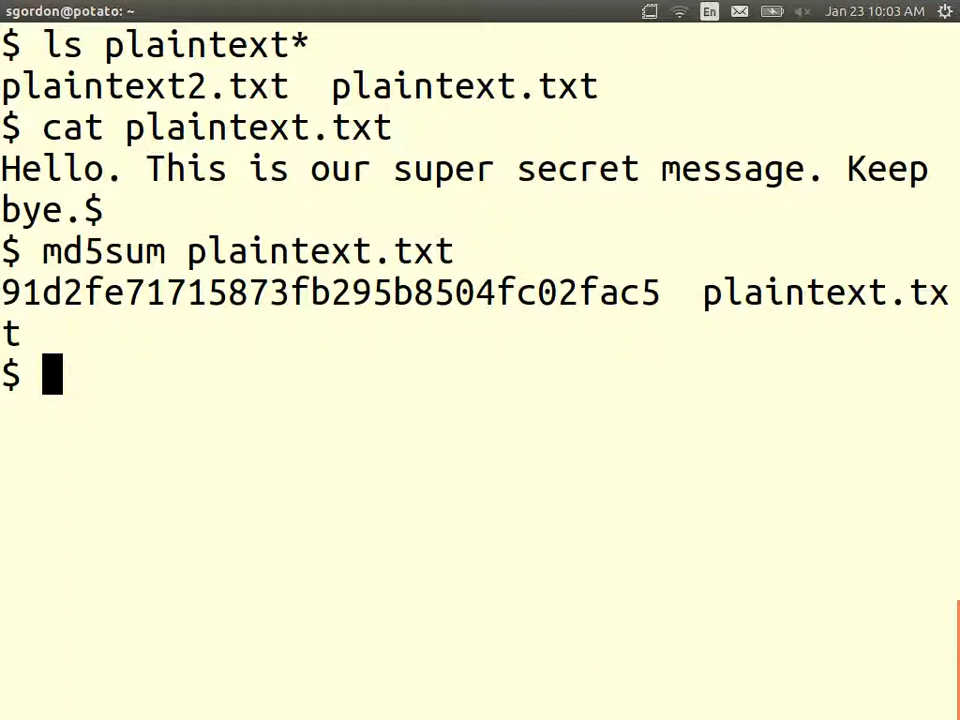 sgordon@potato: ~ En Jan 23 10:03 AM
$ ls plaintext*
plaintext2.txt  plaintext.txt
$ cat plaintext.txt
Hello. This is our super secret message. Keep
bye.$
$ md5sum plaintext.txt
91d2fe71715873fb295b8504fc02fac5  plaintext.tx
t
$